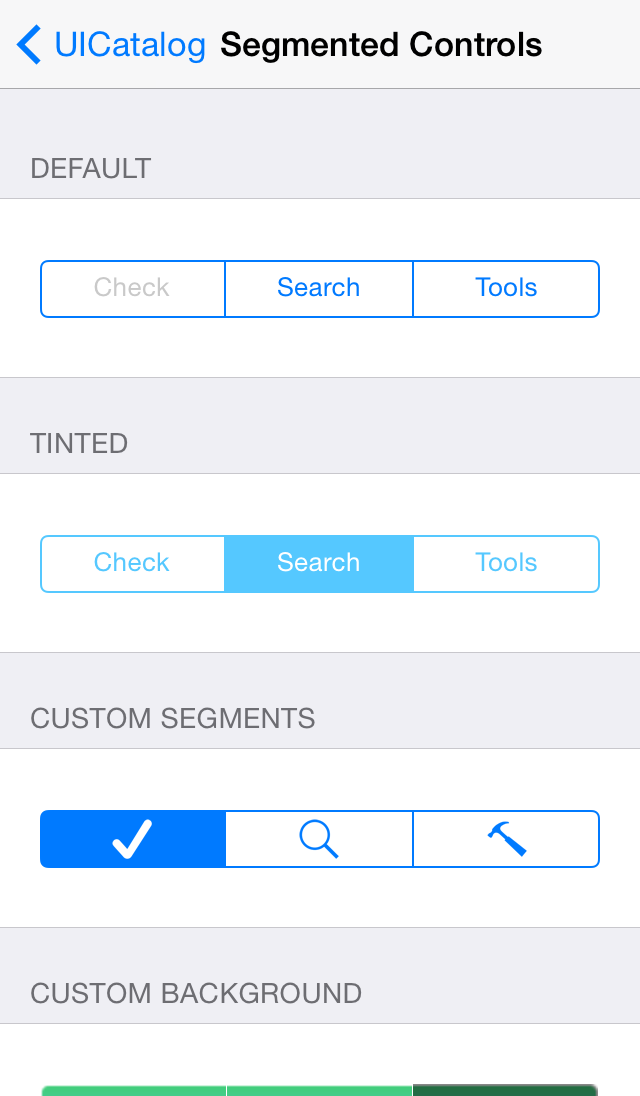 UICatalog Segmented Controls
DEFAULT
Check Search Tools
TINTED
Check Search Tools
CUSTOM SEGMENTS
CUSTOM BACKGROUND